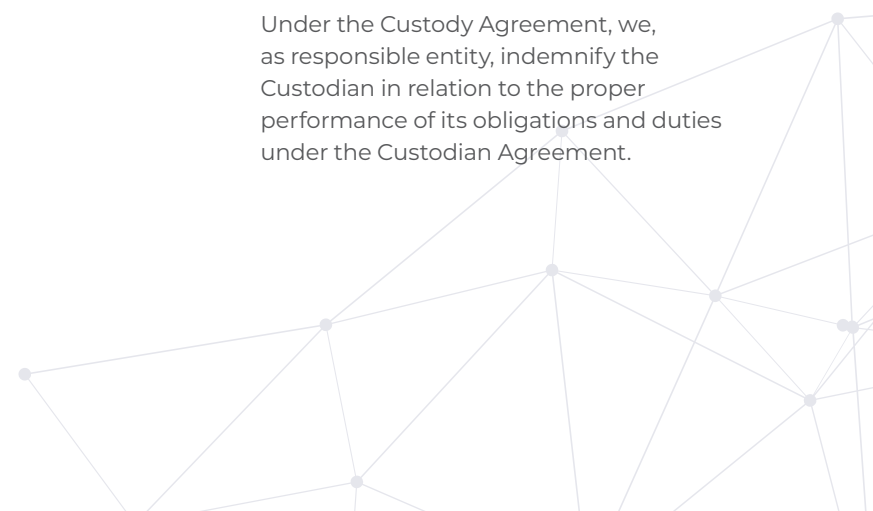 Under the Custody Agreement, we,
as responsible entity, indemnify the
Custodian in relation to the proper
performance of its obligations and duties
under the Custodian Agreement.